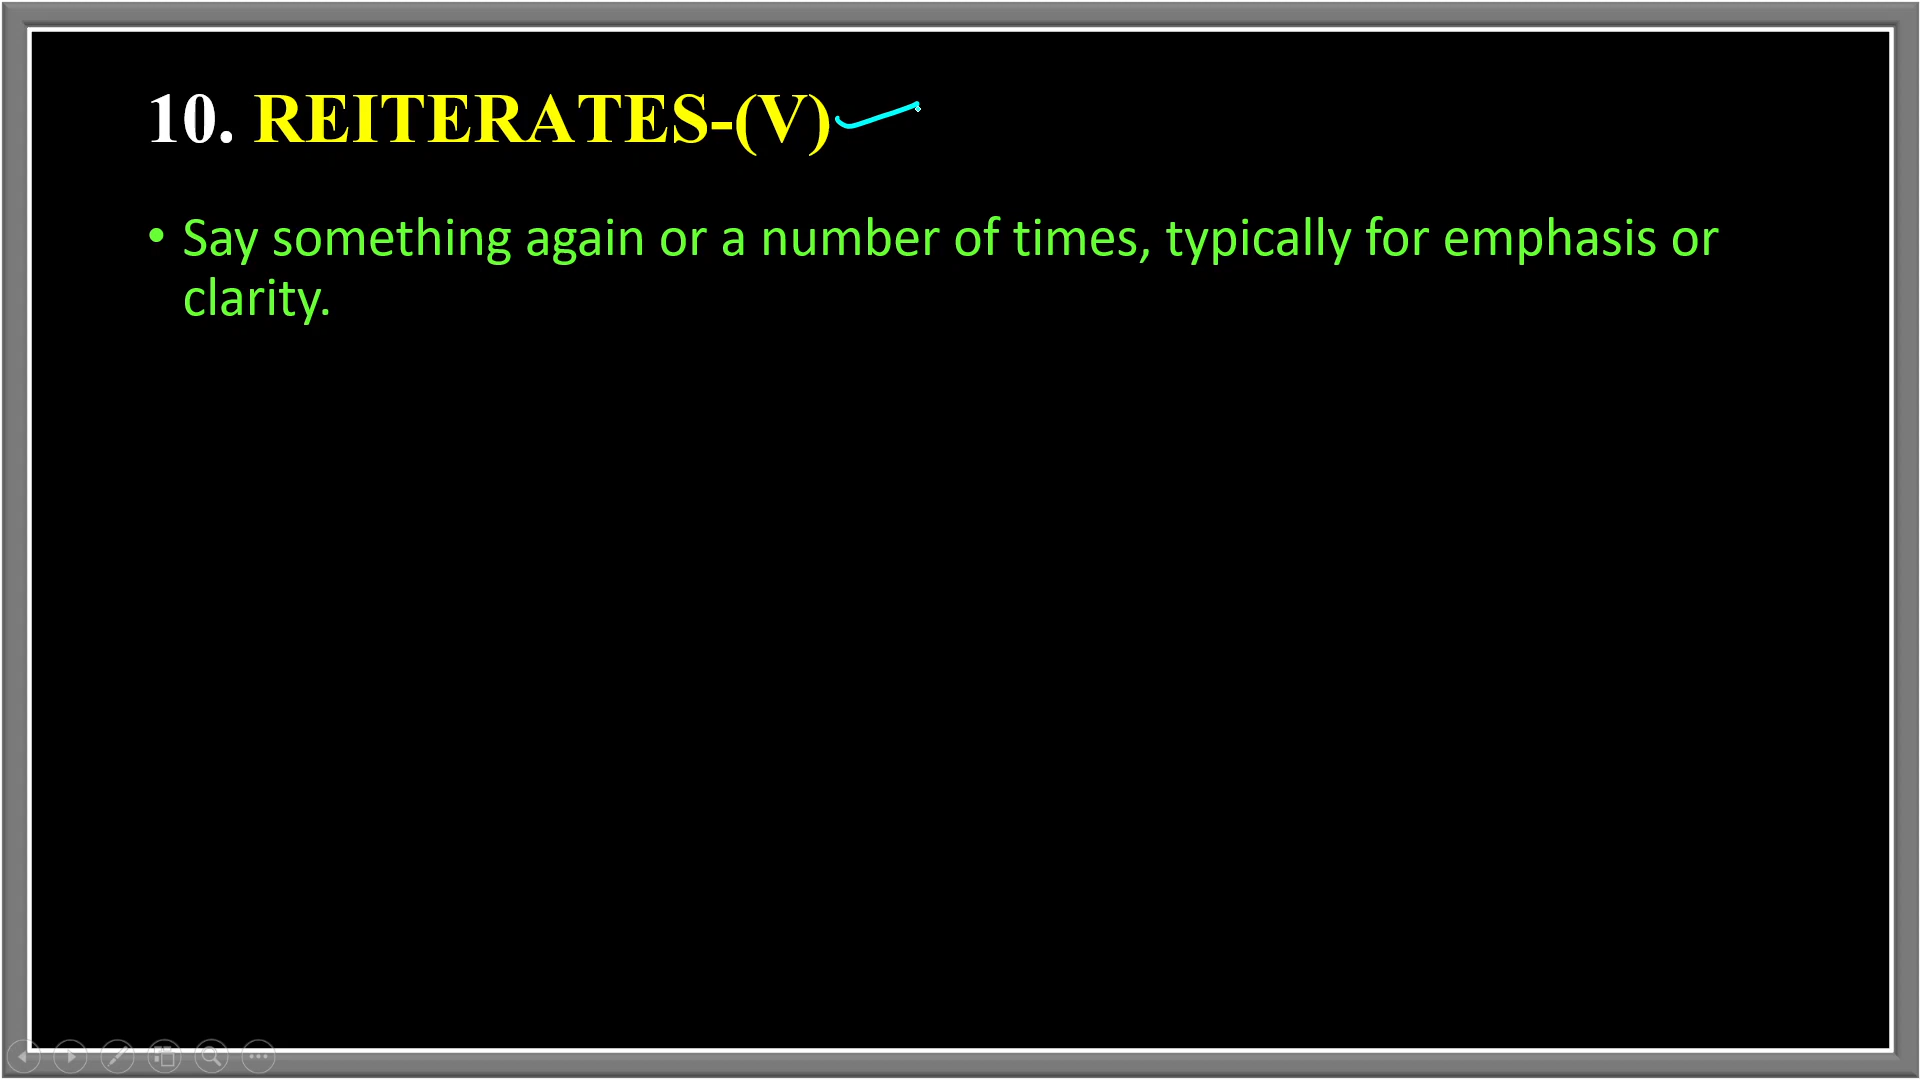 10. REITERATES-(V)
• Say something again or a number of times, typically for emphasis or
clarity.